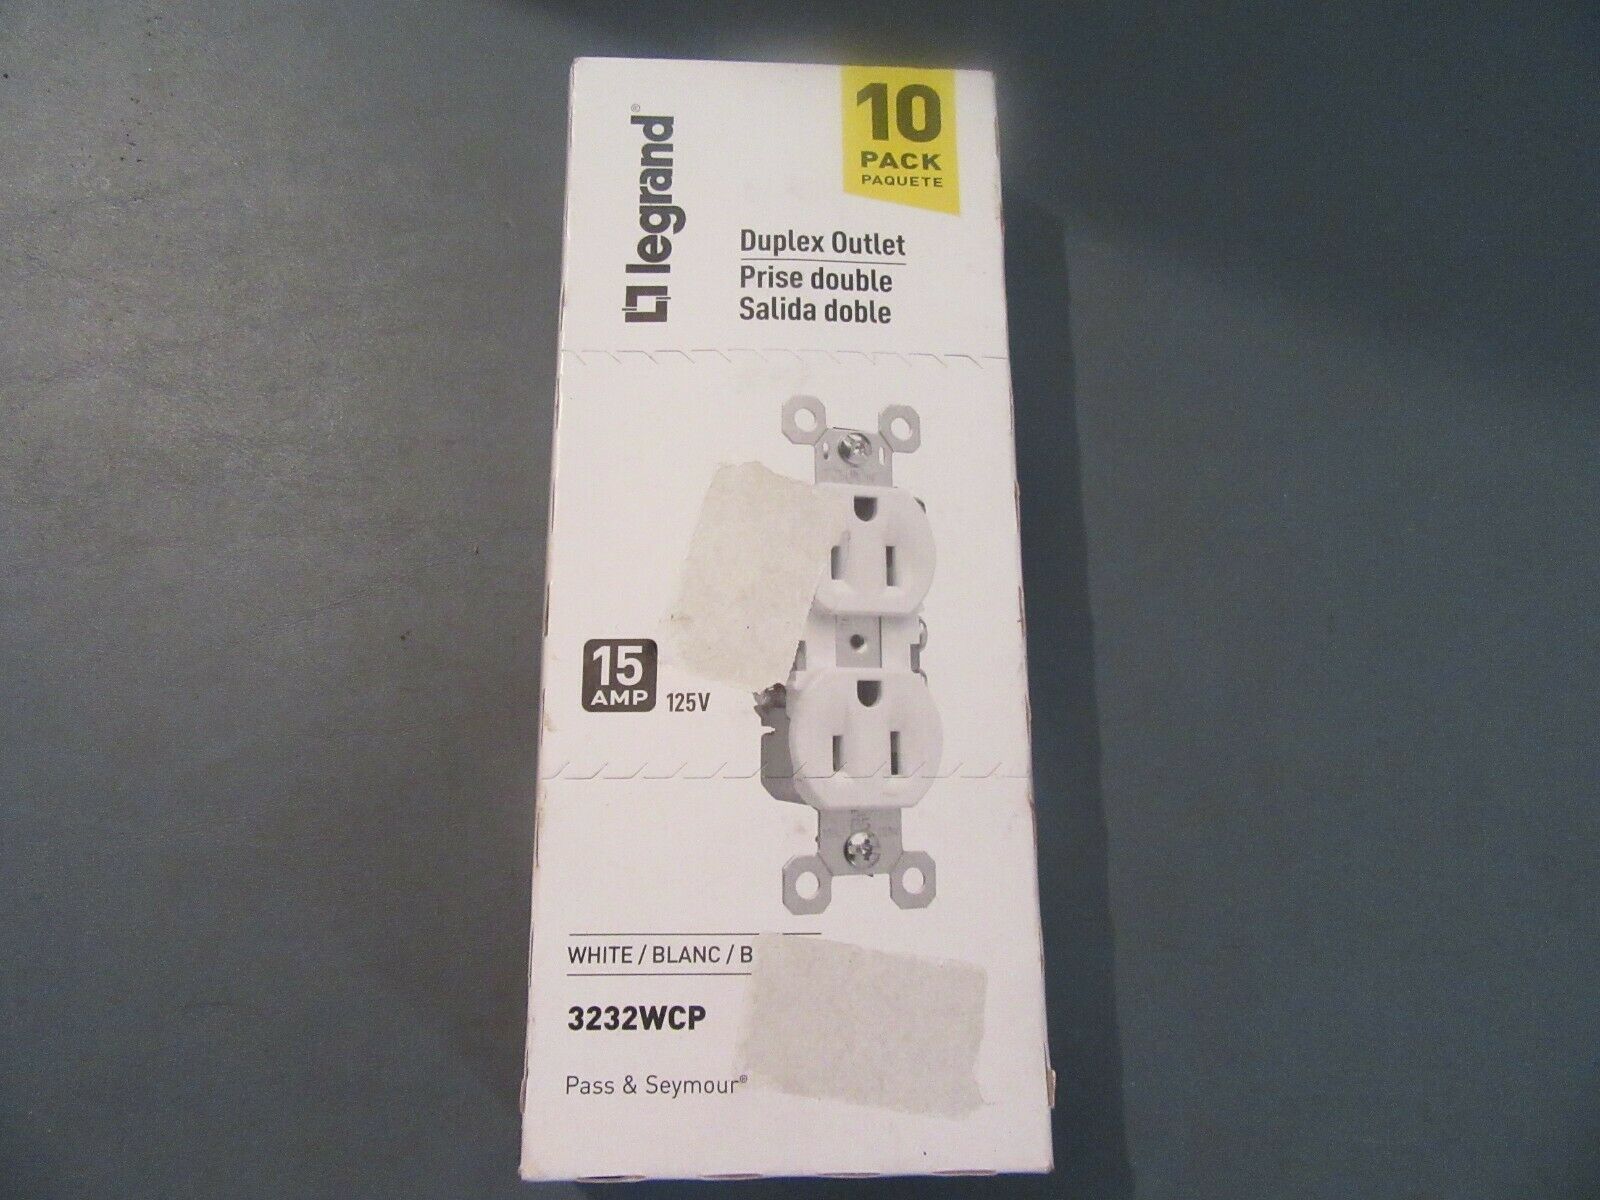 legrand®
10
PACK
PAQUETE
Duplex Outlet
Prise double
Salida doble
15
AMP
125V
WHITE / BLANC / B
3232WCP
Pass & Seymour®